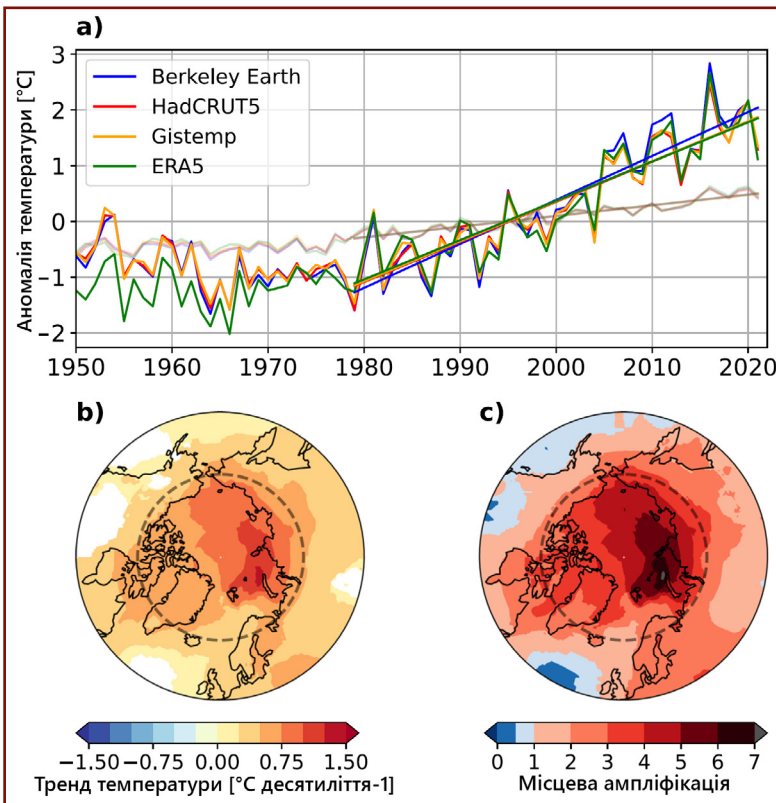 a)
3
2
1
0
−1
−2
Аномалія температури [°C]
Berkeley Earth
HadCRUT5
Gistemp
ERA5
1950 1960 1970 1980 1990 2000 2010 2020
b)
c)
−1.50 −0.75 0.00 0.75 1.50
Тренд температури [°C десятиліття-1]
0 1 2 3 4 5 6 7
Місцева ампліфікація